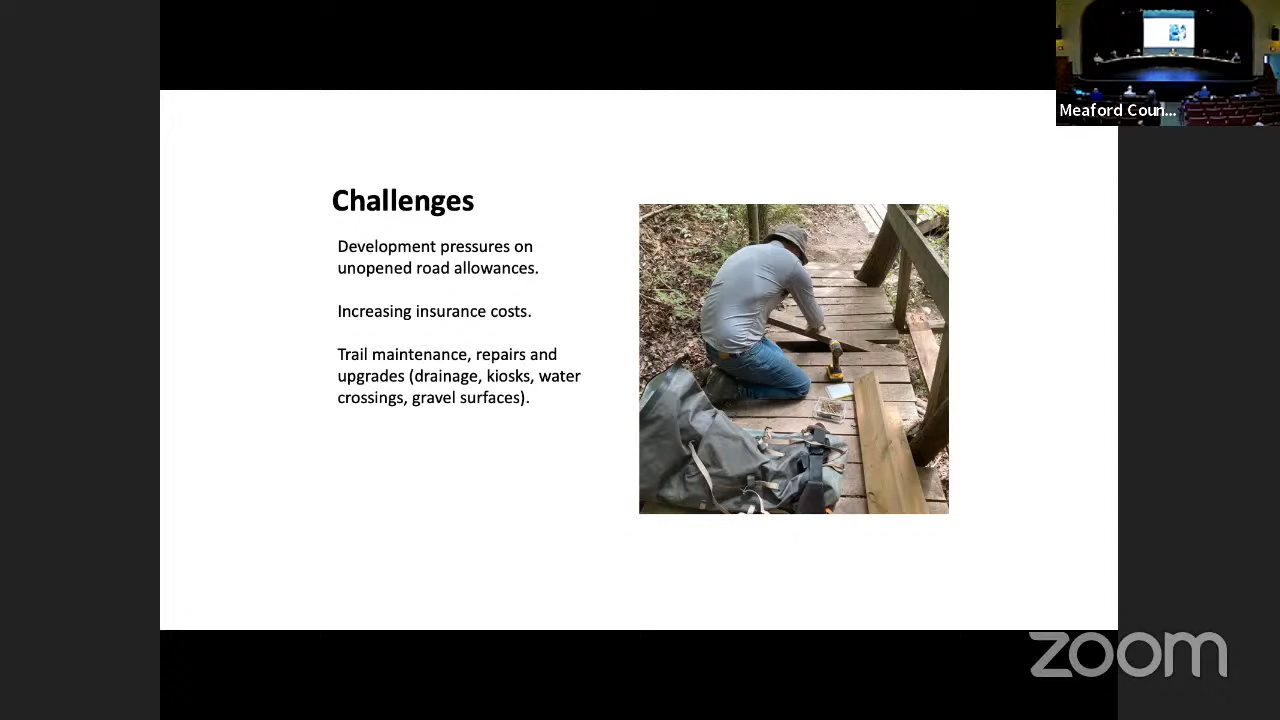 Meaford Coun...
Challenges
Development pressures on
unopened road allowances.
Increasing insurance costs.
Trail maintenance, repairs and
upgrades (drainage, kiosks, water
crossings, gravel surfaces).
zoom